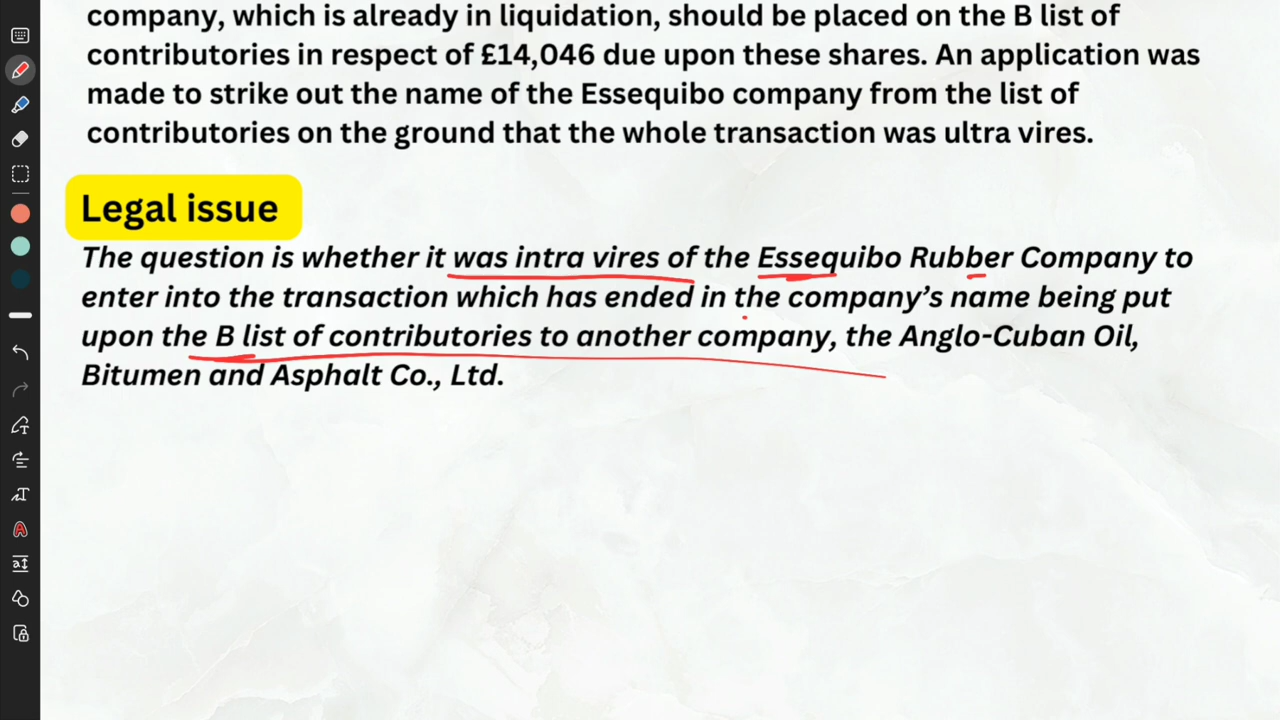 company, which is already in liquidation, should be placed on the B list of
contributories in respect of £14,046 due upon these shares. An application was
made to strike out the name of the Essequibo company from the list of
contributories on the ground that the whole transaction was ultra vires.
Legal issue
The question is whether it was intra vires of the Essequibo Rubber Company to
enter into the transaction which has ended in the company’s name being put
upon the B list of contributories to another company, the Anglo-Cuban Oil,
Bitumen and Asphalt Co., Ltd.